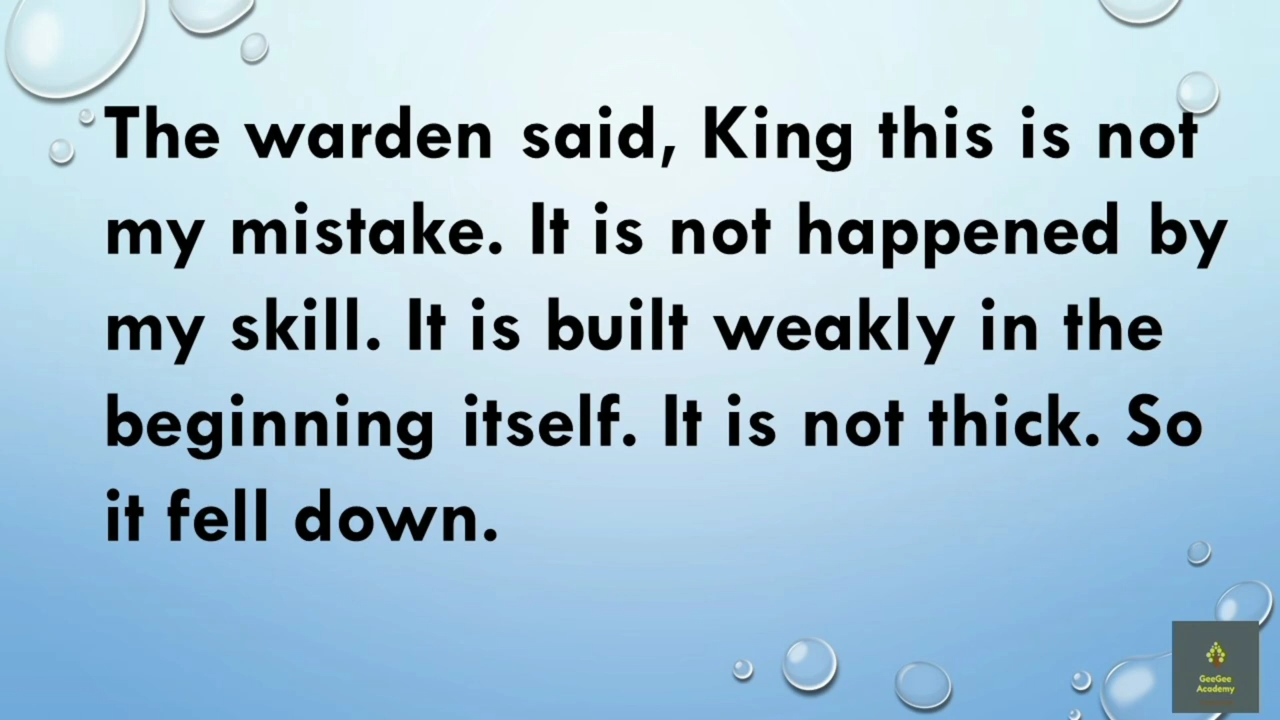 The warden said, King this is not
my mistake. It is not happened by
my skill. It is built weakly in the
beginning itself. It is not thick. So
it fell down.
GeeGee
Academy